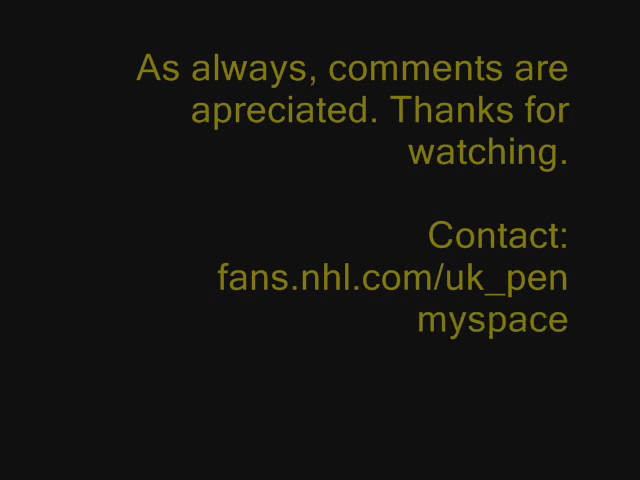 As always, comments are
apreciated. Thanks for
watching.
Contact:
fans.nhl.com/uk_pen
myspace